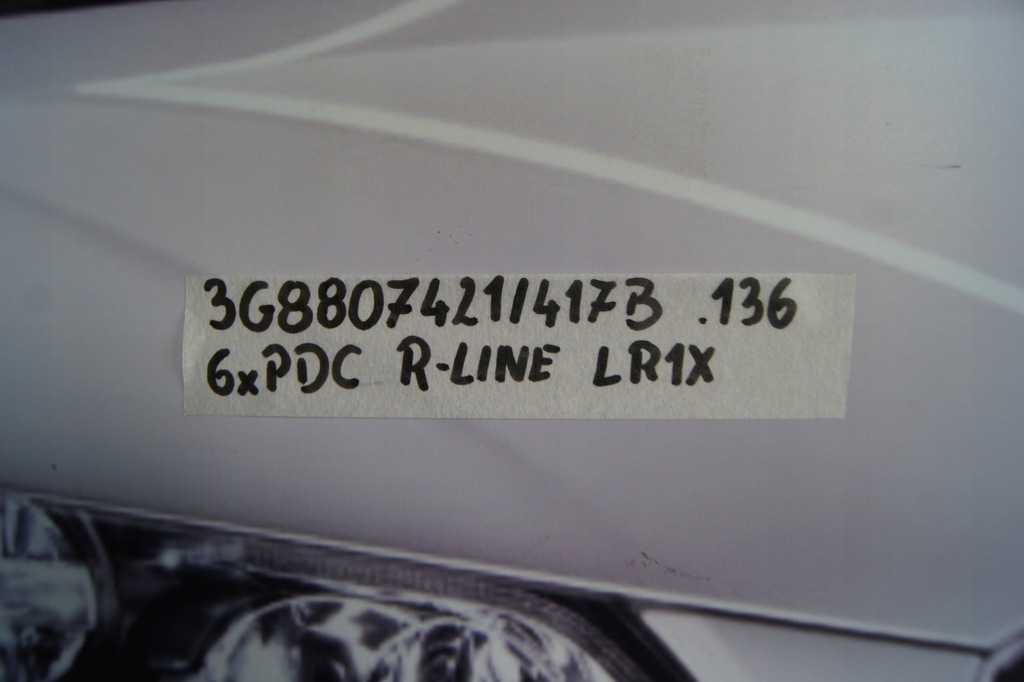 3G8807421/417B .136
6xPDC R-LINE LR1X